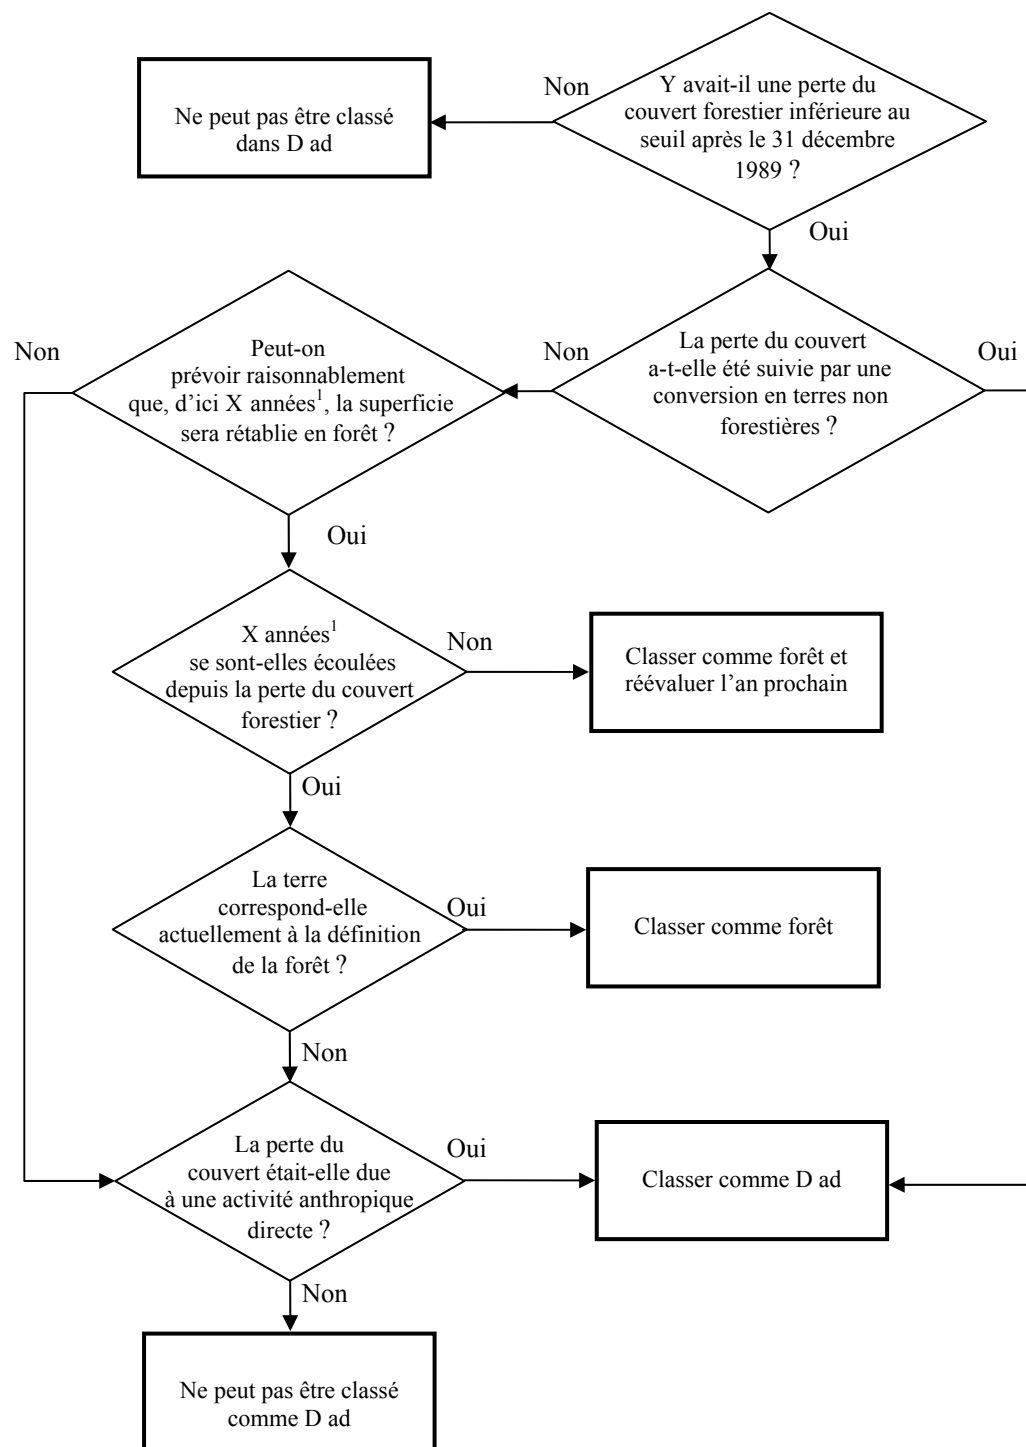 Y avait-il une perte du
couvert forestier inférieure au
seuil après le 31 décembre
1989 ?
Non
Ne peut pas être classé
dans D ad
Oui
La perte du couvert
a-t-elle été suivie par une
conversion en terres non
forestières ?
Oui
Non
Peut-on
prévoir raisonnablement
que, d'ici X années1, la superficie
sera rétablie en forêt ?
Non
Oui
X années1
se sont-elles écoulées
depuis la perte du couvert
forestier ?
Non
Classer comme forêt et
réévaluer l'an prochain
Oui
La terre
correspond-elle
actuellement à la définition
de la forêt ?
Oui
Classer comme forêt
Non
La perte du
couvert était-elle due
à une activité anthropique
directe ?
Oui
Classer comme D ad
Non
Ne peut pas être classé
comme D ad